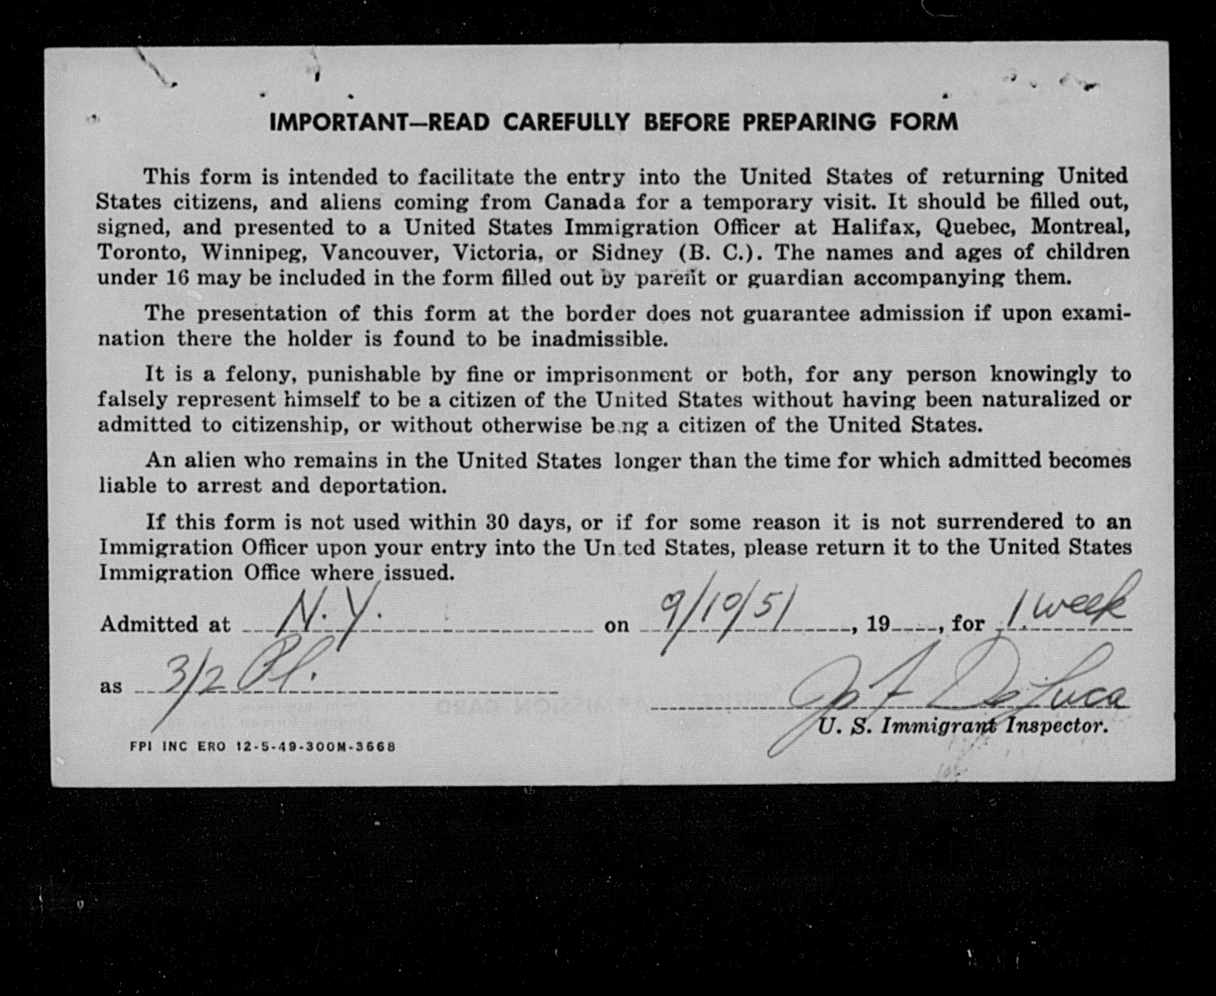 IMPORTANT—READ CAREFULLY BEFORE PREPARING FORM
This form is intended to facilitate the entry into the United States of returning United
States citizens, and aliens coming from Canada for a temporary visit. It should be filled out,
signed, and presented to a United States Immigration Officer at Halifax, Quebec, Montreal,
Toronto, Winnipeg, Vancouver, Victoria, or Sidney (B. C.). The names and ages of children
under 16 may be included in the form filled out by parent or guardian accompanying them.
The presentation of this form at the border does not guarantee admission if upon exami-
nation there the holder is found to be inadmissible.
It is a felony, punishable by fine or imprisonment or both, for any person knowingly to
falsely represent himself to be a citizen of the United States without having been naturalized or
admitted to citizenship, or without otherwise being a citizen of the United States.
An alien who remains in the United States longer than the time for which admitted becomes
liable to arrest and deportation.
If this form is not used within 30 days, or if for some reason it is not surrendered to an
Immigration Officer upon your entry into the United States, please return it to the United States
Immigration Office where issued.
Admitted at N.Y. on 9/10/51, 19____, for 1 week
as 3/2 Pl. DeLuca
U. S. Immigrant Inspector.
FPI INC ERO 12-5-49-300M-3668